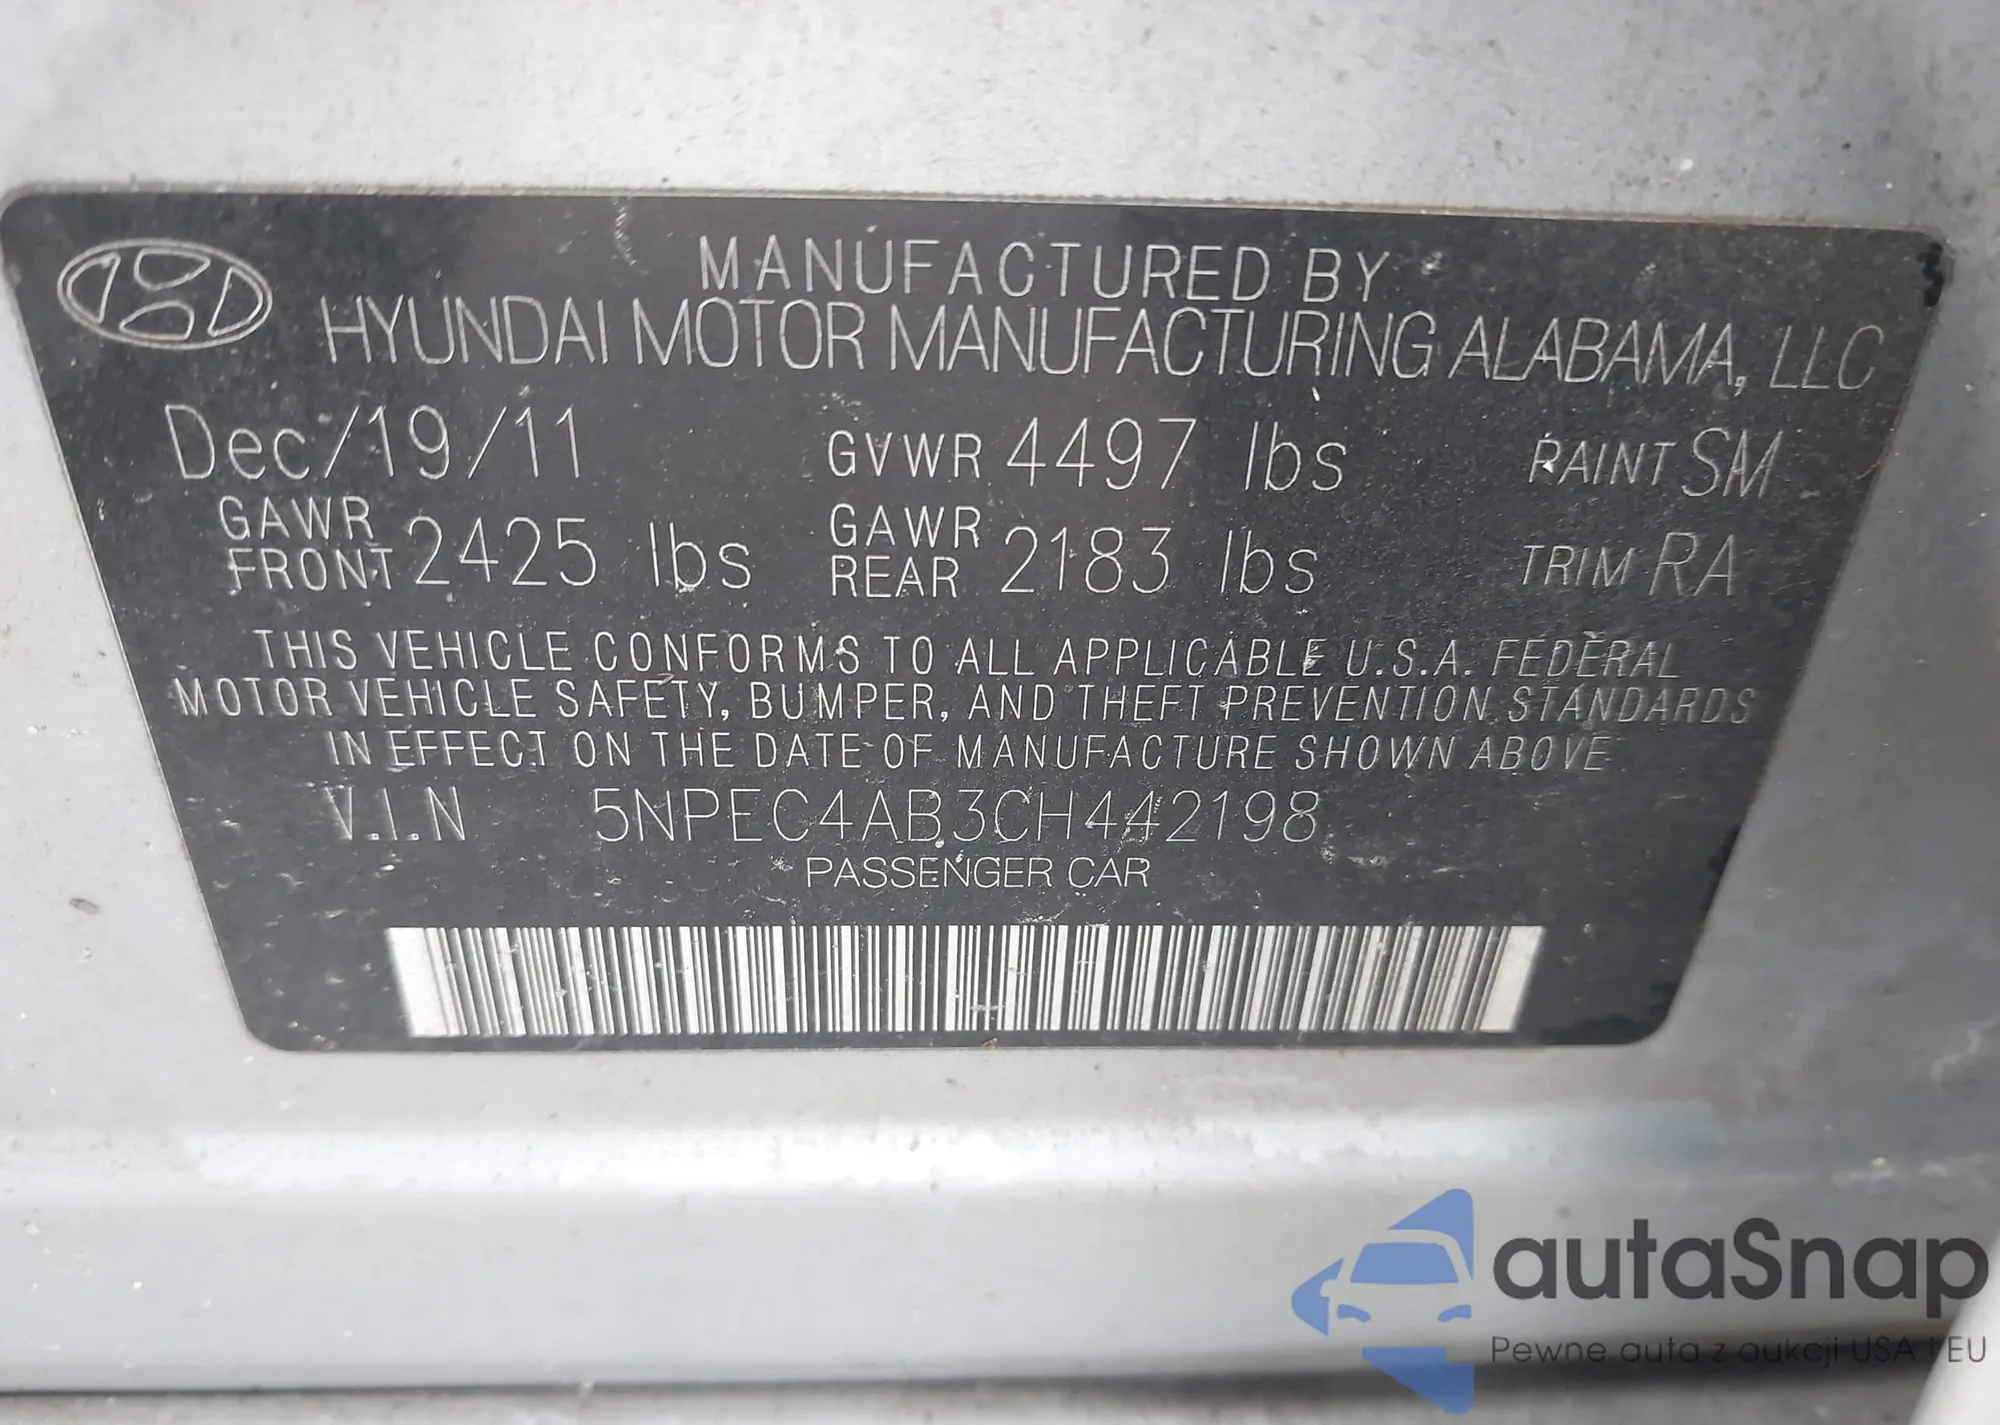 MANUFACTURED BY
HYUNDAI MOTOR MANUFACTURING ALABAMA, LLC
Dec/19/11 GVWR 4497 lbs PAINT SM
GAWR FRONT 2425 lbs GAWR REAR 2183 lbs TRIM RA
THIS VEHICLE CONFORMS TO ALL APPLICABLE U.S.A. FEDERAL
MOTOR VEHICLE SAFETY, BUMPER, AND THEFT PREVENTION STANDARDS
IN EFFECT ON THE DATE OF MANUFACTURE SHOWN ABOVE
V.I.N 5NPEC4AB3CH442198
PASSENGER CAR
autaSnap
Pewne auta z aukcji USA i EU